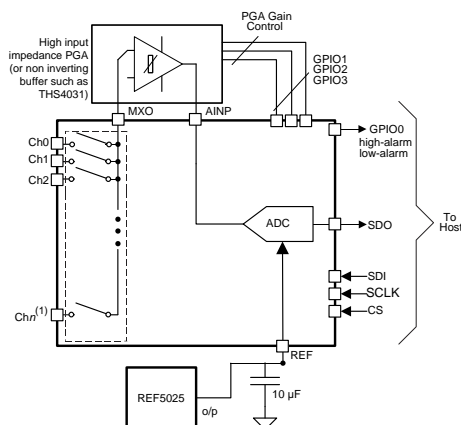 PGA Gain
Control
High input
impedance PGA
(or non inverting
buffer such as
THS4031)
GPIO1
GPIO2
GPIO3
MXO
AINP
Ch0
Ch1
Ch2
GPIO0
high-alarm
low-alarm
ADC
SDO
To
Host
SDI
SCLK
CS
Chn(1)
REF
REF5025
10 µF
o/p